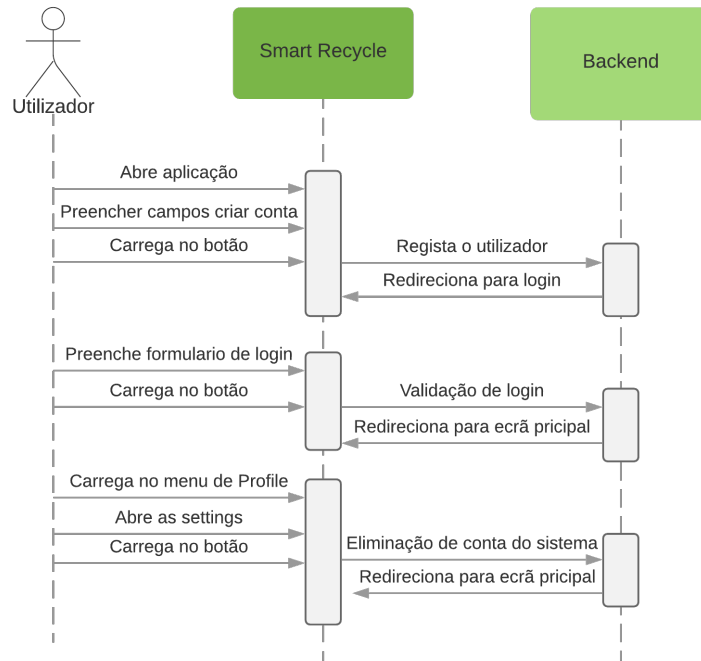 Smart Recycle
Backend
Utilizador
Abre aplicação
Preencher campos criar conta
Carrega no botão
Regista o utilizador
Redireciona para login
Preenche formulario de login
Carrega no botão
Validação de login
Redireciona para ecrã pricipal
Carrega no menu de Profile
Abre as settings
Carrega no botão
Eliminação de conta do sistema
Redireciona para ecrã pricipal